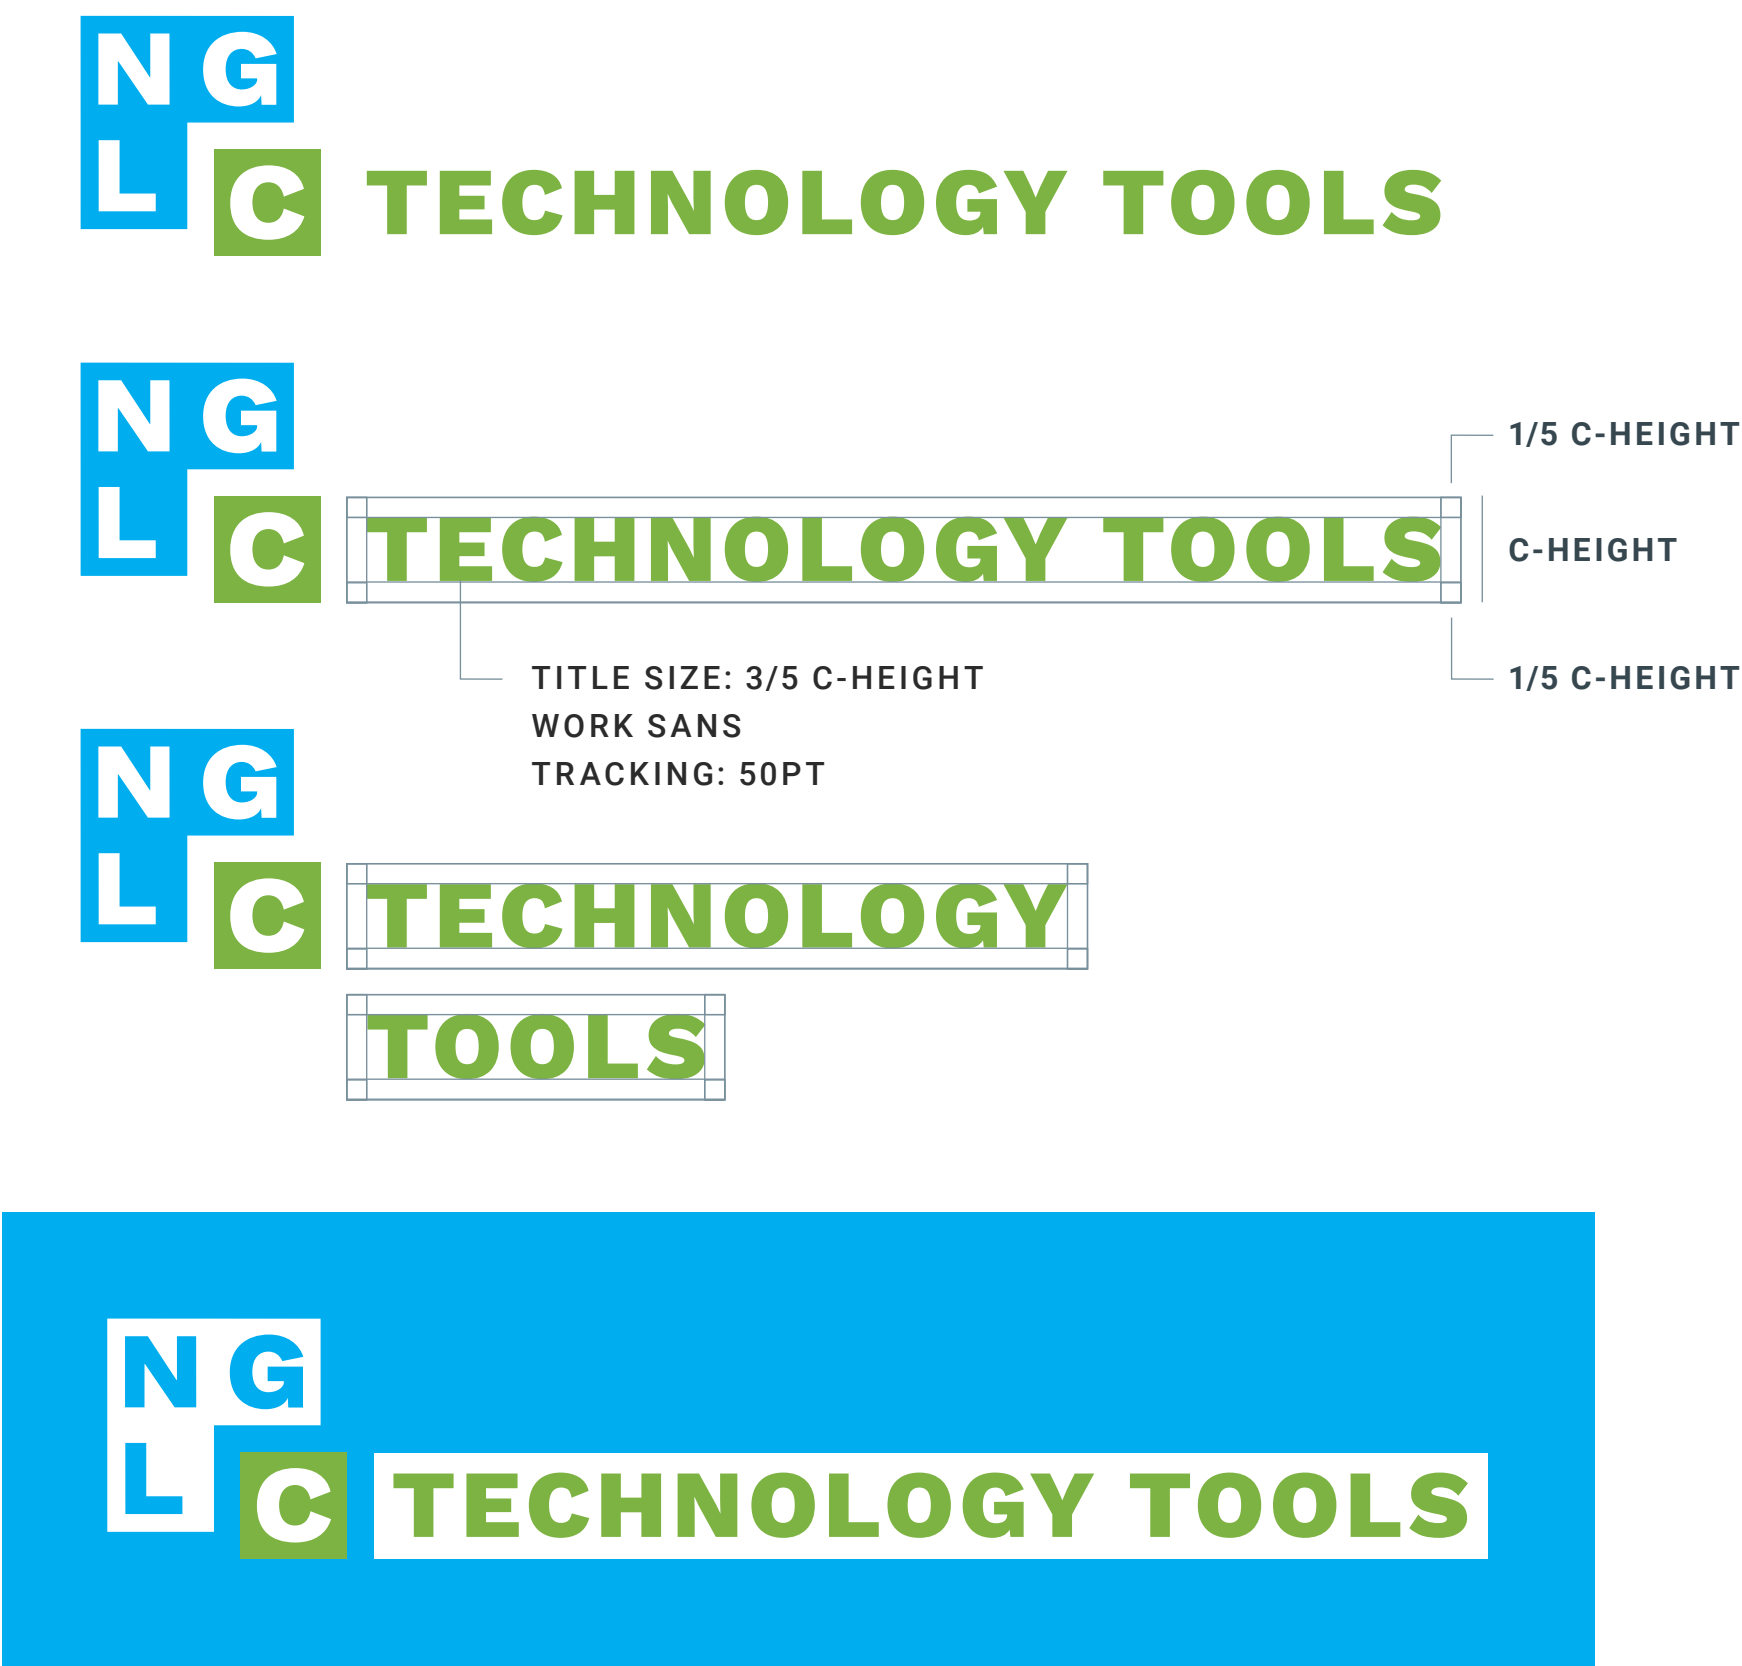 N G
L
C TECHNOLOGY TOOLS
N G
1/5 C-HEIGHT
L
C TECHNOLOGY TOOLS
C-HEIGHT
TITLE SIZE: 3/5 C-HEIGHT
1/5 C-HEIGHT
WORK SANS
TRACKING: 50PT
N G
L
C TECHNOLOGY
TOOLS
N G
L
C TECHNOLOGY TOOLS